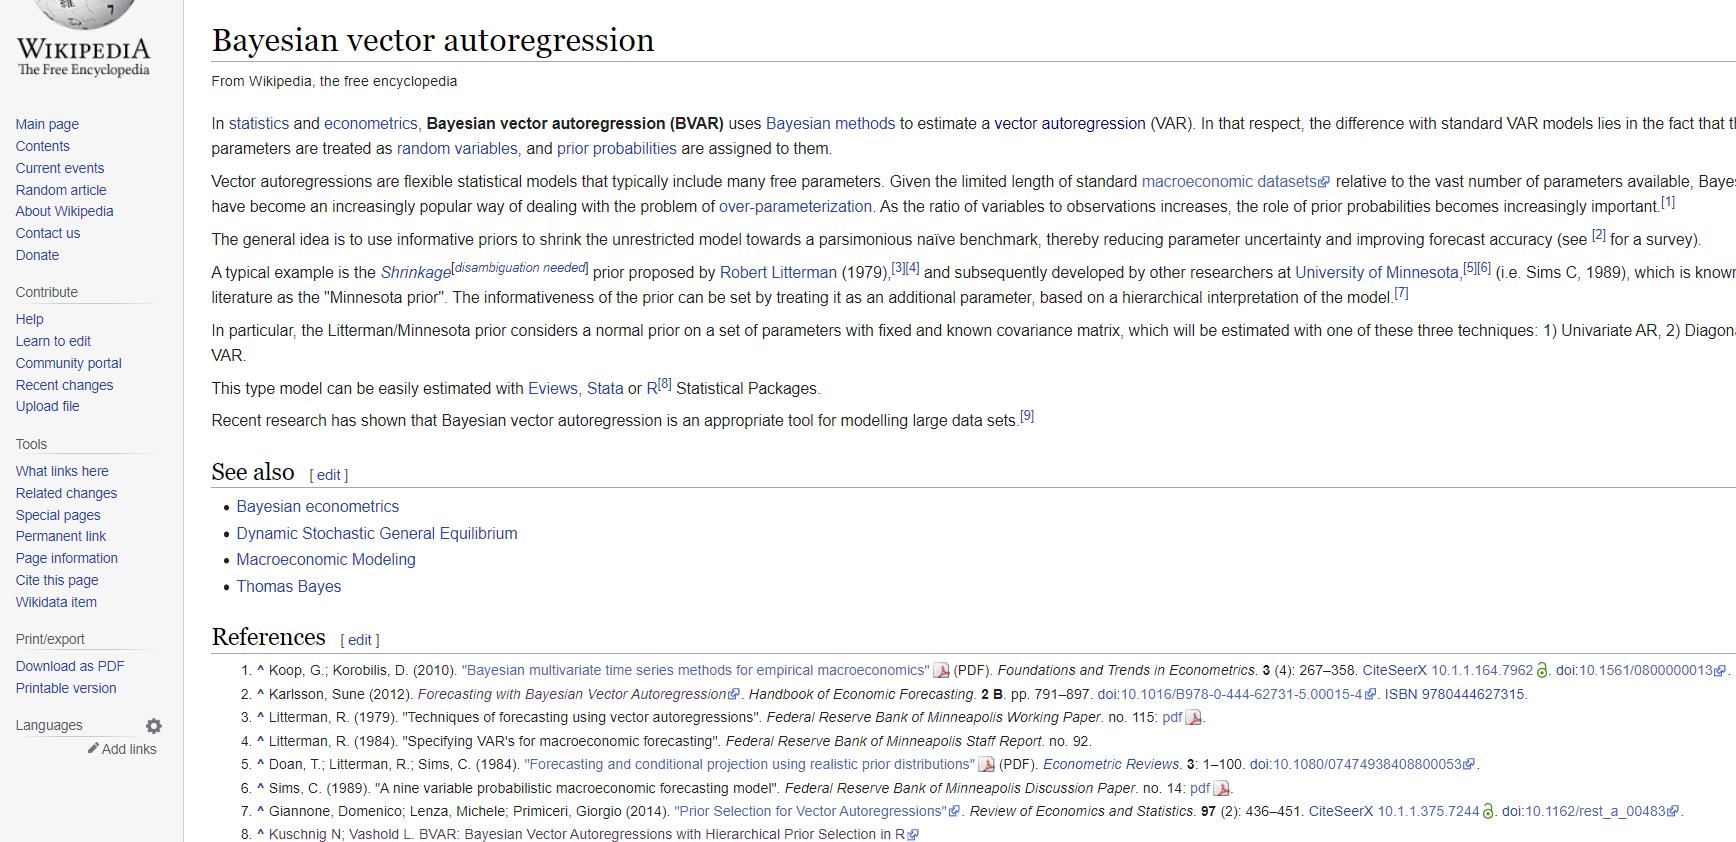 WIKIPEDIA
The Free Encyclopedia
Main page
Contents
Current events
Random article
About Wikipedia
Contact us
Donate
Contribute
Help
Learn to edit
Community portal
Recent changes
Upload file
Tools
What links here
Related changes
Special pages
Permanent link
Page information
Cite this page
Wikidata item
Print/export
Download as PDF
Printable version
Languages
Add links
Bayesian vector autoregression
From Wikipedia, the free encyclopedia
In statistics and econometrics, Bayesian vector autoregression (BVAR) uses Bayesian methods to estimate a vector autoregression (VAR). In that respect, the difference with standard VAR models lies in the fact that
parameters are treated as random variables, and prior probabilities are assigned to them.
Vector autoregressions are flexible statistical models that typically include many free parameters. Given the limited length of standard macroeconomic datasets relative to the vast number of parameters available,
have become an increasingly popular way of dealing with the problem of over-parameterization. As the ratio of variables to observations increases, the role of prior probabilities becomes increasingly important.[1]
The general idea is to use informative priors to shrink the unrestricted model towards a parsimonious naïve benchmark, thereby reducing parameter uncertainty and improving forecast accuracy (see [2] for a survey).
A typical example is the Shrinkage[disambiguation needed] prior proposed by Robert Litterman (1979),[3][4] and subsequently developed by other researchers at University of Minnesota,[5][6] (i.e. Sims C, 1989), which is known
literature as the "Minnesota prior". The informativeness of the prior can be set by treating it as an additional parameter, based on a hierarchical interpretation of the model.[7]
In particular, the Litterman/Minnesota prior considers a normal prior on a set of parameters with fixed and known covariance matrix, which will be estimated with one of these three techniques: 1) Univariate AR, 2)
VAR.
This type model can be easily estimated with Eviews, Stata or R[8] Statistical Packages.
Recent research has shown that Bayesian vector autoregression is an appropriate tool for modelling large data sets.[9]
See also [ edit ]
• Bayesian econometrics
• Dynamic Stochastic General Equilibrium
• Macroeconomic Modeling
• Thomas Bayes
References [ edit ]
1. ^ Koop, G.; Korobilis, D. (2010). "Bayesian multivariate time series methods for empirical macroeconomics" (PDF). Foundations and Trends in Econometrics. 3 (4): 267–358. CiteSeerX 10.1.1.164.7962. doi:10.1561/0800000013.
2. ^ Karlsson, Sune (2012). Forecasting with Bayesian Vector Autoregression. Handbook of Economic Forecasting. 2 B. pp. 791–897. doi:10.1016/B978-0-444-62731-5.00015-4. ISBN 9780444627315.
3. ^ Litterman, R. (1979). "Techniques of forecasting using vector autoregressions". Federal Reserve Bank of Minneapolis Working Paper. no. 115: pdf.
4. ^ Litterman, R. (1984). "Specifying VAR's for macroeconomic forecasting". Federal Reserve Bank of Minneapolis Staff Report. no. 92.
5. ^ Doan, T.; Litterman, R.; Sims, C. (1984). "Forecasting and conditional projection using realistic prior distributions" (PDF). Econometric Reviews. 3: 1–100. doi:10.1080/07474938408800053.
6. ^ Sims, C. (1989). "A nine variable probabilistic macroeconomic forecasting model". Federal Reserve Bank of Minneapolis Discussion Paper. no. 14: pdf.
7. ^ Giannone, Domenico; Lenza, Michele; Primiceri, Giorgio (2014). "Prior Selection for Vector Autoregressions". Review of Economics and Statistics. 97 (2): 436–451. CiteSeerX 10.1.1.375.7244. doi:10.1162/rest_a_00483.
8. ^ Kuschnig N; Vashold L. BVAR: Bayesian Vector Autoregressions with Hierarchical Prior Selection in R